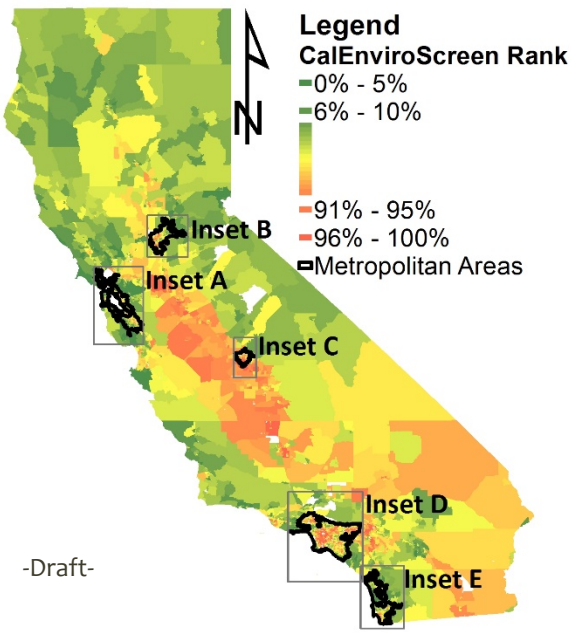 Legend
CalEnviroScreen Rank
0% - 5%
6% - 10%
91% - 95%
96% - 100%
Metropolitan Areas
N
Inset B
Inset A
Inset C
Inset D
Inset E
-Draft-